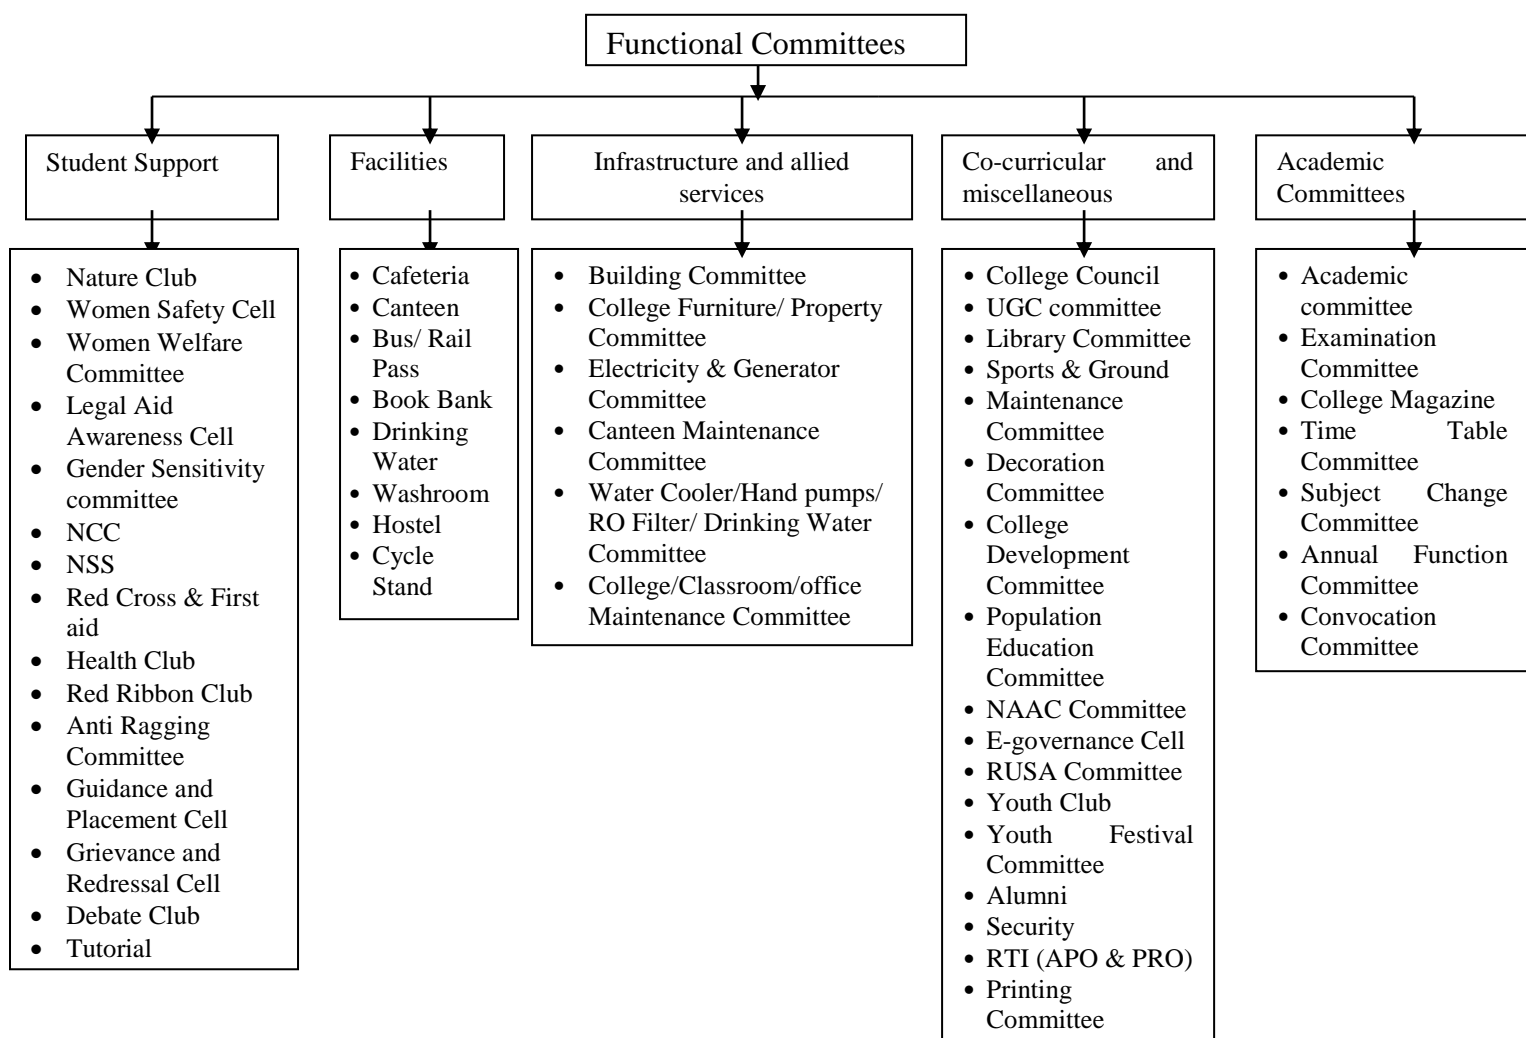 Functional Committees
Student Support
Facilities
Infrastructure and allied
services
Co-curricular and
miscellaneous
Academic
Committees
• Nature Club
• Women Safety Cell
• Women Welfare
Committee
• Legal Aid
Awareness Cell
• Gender Sensitivity
committee
• NCC
• NSS
• Red Cross & First
aid
• Health Club
• Red Ribbon Club
• Anti Ragging
Committee
• Guidance and
Placement Cell
• Grievance and
Redressal Cell
• Debate Club
• Tutorial
• Cafeteria
• Canteen
• Bus/ Rail
Pass
• Book Bank
• Drinking
Water
• Washroom
• Hostel
• Cycle
Stand
• Building Committee
• College Furniture/ Property
Committee
• Electricity & Generator
Committee
• Canteen Maintenance
Committee
• Water Cooler/Hand pumps/
RO Filter/ Drinking Water
Committee
• College/Classroom/office
Maintenance Committee
• College Council
• UGC committee
• Library Committee
• Sports & Ground
• Maintenance
Committee
• Decoration
Committee
• College
Development
Committee
• Population
Education
Committee
• NAAC Committee
• E-governance Cell
• RUSA Committee
• Youth Club
• Youth Festival
Committee
• Alumni
• Security
• RTI (APO & PRO)
• Printing
Committee
• Academic
committee
• Examination
Committee
• College Magazine
• Time Table
Committee
• Subject Change
Committee
• Annual Function
Committee
• Convocation
Committee